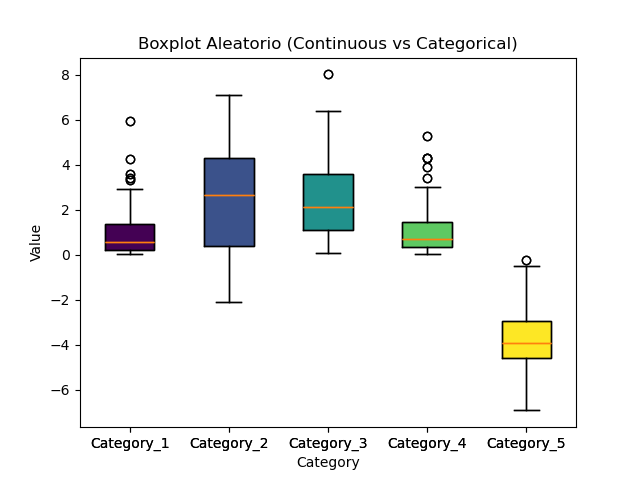 Boxplot Aleatorio (Continuous vs Categorical)
8
6
4
2
0
−2
−4
−6
Value
Category_1 Category_2 Category_3 Category_4 Category_5
Category